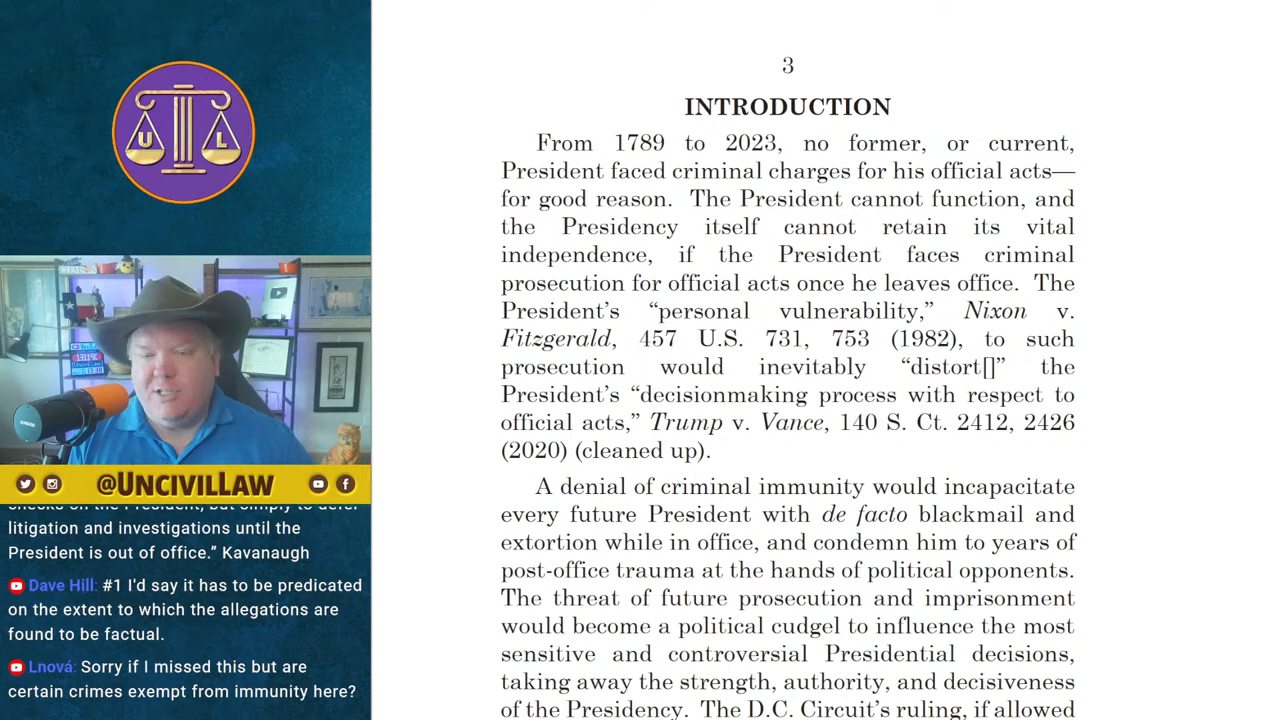 U L
@UNCIVILLAW
litigation and investigations until the
President is out of office.” Kavanaugh
Dave Hill: #1 I'd say it has to be predicated
on the extent to which the allegations are
found to be factual.
Lnová: Sorry if I missed this but are
certain crimes exempt from immunity here?
3
INTRODUCTION
From 1789 to 2023, no former, or current,
President faced criminal charges for his official acts—
for good reason. The President cannot function, and
the Presidency itself cannot retain its vital
independence, if the President faces criminal
prosecution for official acts once he leaves office. The
President’s “personal vulnerability,” Nixon v.
Fitzgerald, 457 U.S. 731, 753 (1982), to such
prosecution would inevitably “distort[]” the
President’s “decisionmaking process with respect to
official acts,” Trump v. Vance, 140 S. Ct. 2412, 2426
(2020) (cleaned up).
A denial of criminal immunity would incapacitate
every future President with de facto blackmail and
extortion while in office, and condemn him to years of
post-office trauma at the hands of political opponents.
The threat of future prosecution and imprisonment
would become a political cudgel to influence the most
sensitive and controversial Presidential decisions,
taking away the strength, authority, and decisiveness
of the Presidency. The D.C. Circuit’s ruling, if allowed